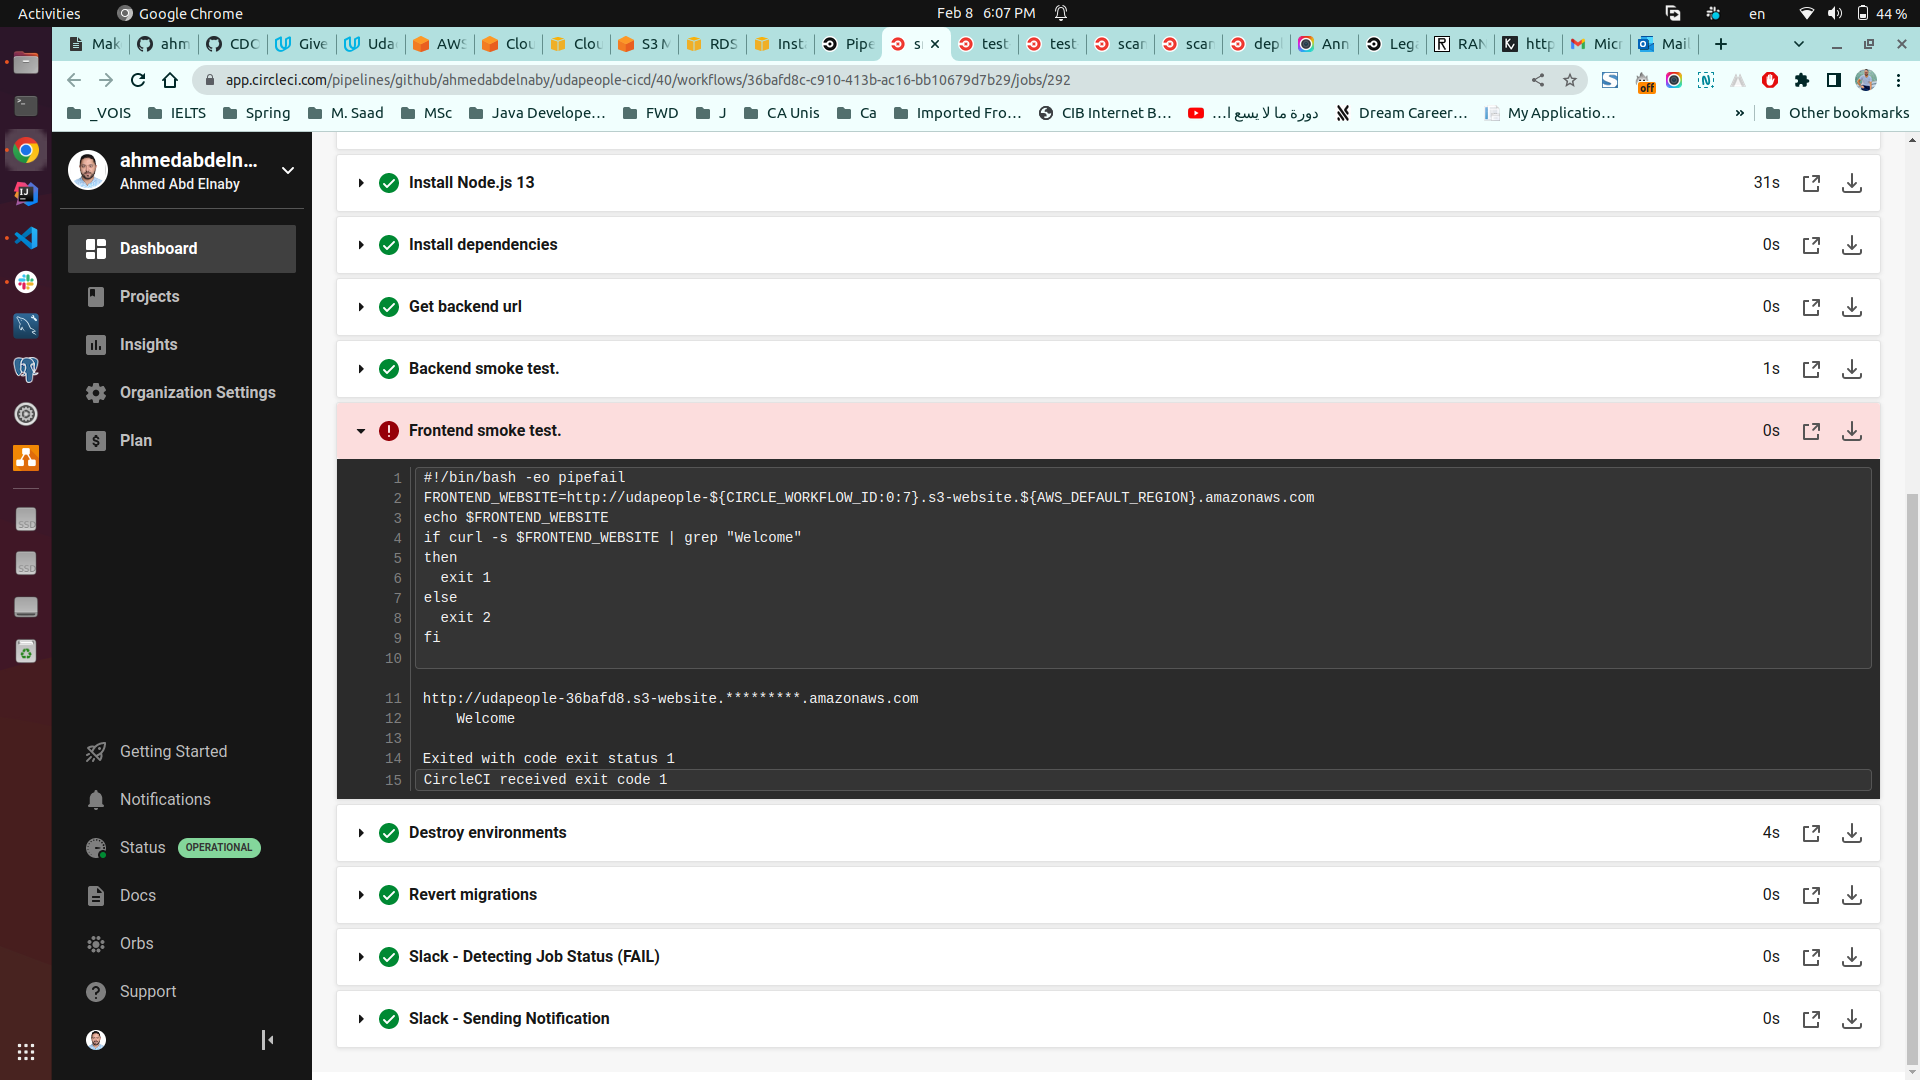 Activities Google Chrome Feb 8 6:07 PM en 44 %
Mak ahm CDC Give Uda AWS Clou Clou S3 M RDS Inst Pipe s test test scar scar depl Ann Lega RAN http Micr Mail
app.circleci.com/pipelines/github/ahmedabdelnaby/udapeople-cicd/40/workflows/36bafd8c-c910-413b-ac16-bb10679d7b29/jobs/292 off
_VOIS IELTS Spring M. Saad MSc Java Develope... FWD J CA Unis Ca Imported Fro... CIB Internet B... دورة ما لا يسع ا... Dream Career... My Applicatio... » Other bookmarks
ahmedabdeln...
Ahmed Abd Elnaby
Dashboard
Projects
Insights
Organization Settings
Plan
Getting Started
Notifications
Status OPERATIONAL
Docs
Orbs
Support
Install Node.js 13 31s
Install dependencies 0s
Get backend url 0s
Backend smoke test. 1s
Frontend smoke test. 0s
1 #!/bin/bash -eo pipefail
2 FRONTEND_WEBSITE=http://udapeople-${CIRCLE_WORKFLOW_ID:0:7}.s3-website.${AWS_DEFAULT_REGION}.amazonaws.com
3 echo $FRONTEND_WEBSITE
4 if curl -s $FRONTEND_WEBSITE | grep "Welcome"
5 then
6 exit 1
7 else
8 exit 2
9 fi
10
11 http://udapeople-36bafd8.s3-website.*********.amazonaws.com
12 Welcome
13
14 Exited with code exit status 1
15 CircleCI received exit code 1
Destroy environments 4s
Revert migrations 0s
Slack - Detecting Job Status (FAIL) 0s
Slack - Sending Notification 0s